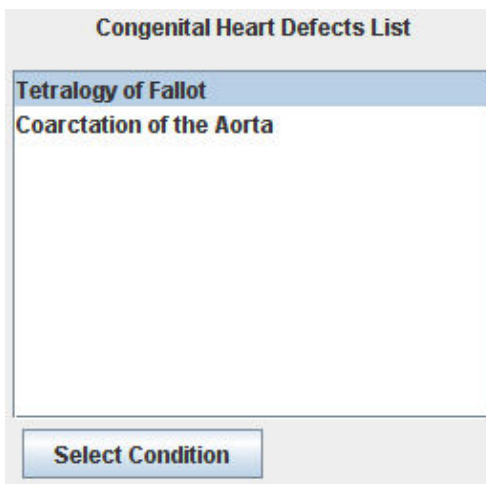 Congenital Heart Defects List
Tetralogy of Fallot
Coarctation of the Aorta
Select Condition